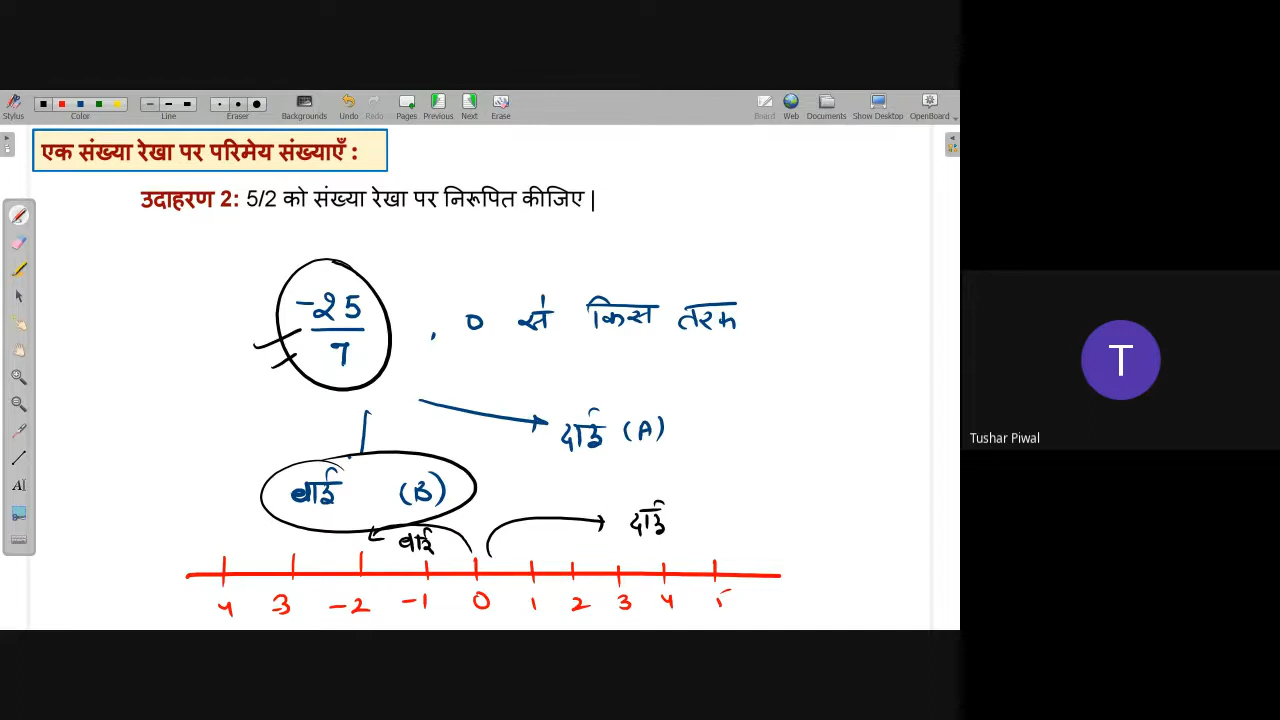 Stylus Color Line Eraser Backgrounds Undo Redo Pages Previous Next Erase Board Web Documents Show Desktop OpenBoard
एक संख्या रेखा पर परिमेय संख्याएँ :
उदाहरण 2: 5/2 को संख्या रेखा पर निरूपित कीजिए |
-25
7
, 0 से किस तरफ
दाई (A)
बाई (B)
बाई
दाई
4 3 -2 -1 0 1 2 3 4 5
T
Tushar Piwal